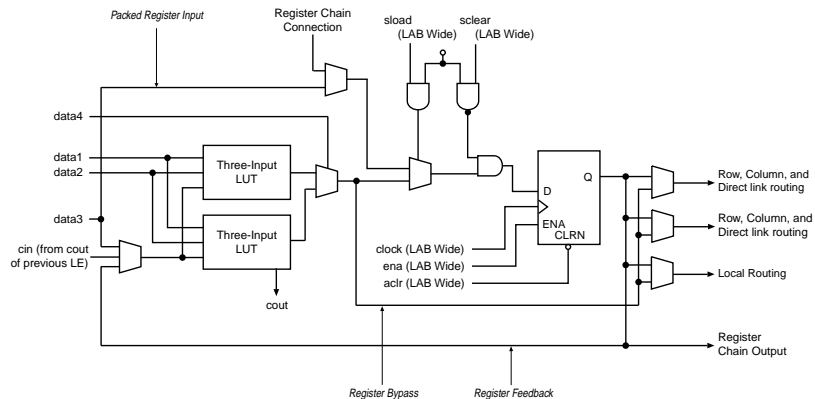 Packed Register Input
Register Chain
Connection
sload
(LAB Wide)
sclear
(LAB Wide)
data4
data1
data2
Three-Input
LUT
data3
cin (from cout
of previous LE)
Three-Input
LUT
cout
clock (LAB Wide)
ena (LAB Wide)
aclr (LAB Wide)
D
Q
ENA
CLRN
Row, Column, and
Direct link routing
Row, Column, and
Direct link routing
Local Routing
Register
Chain Output
Register Bypass
Register Feedback